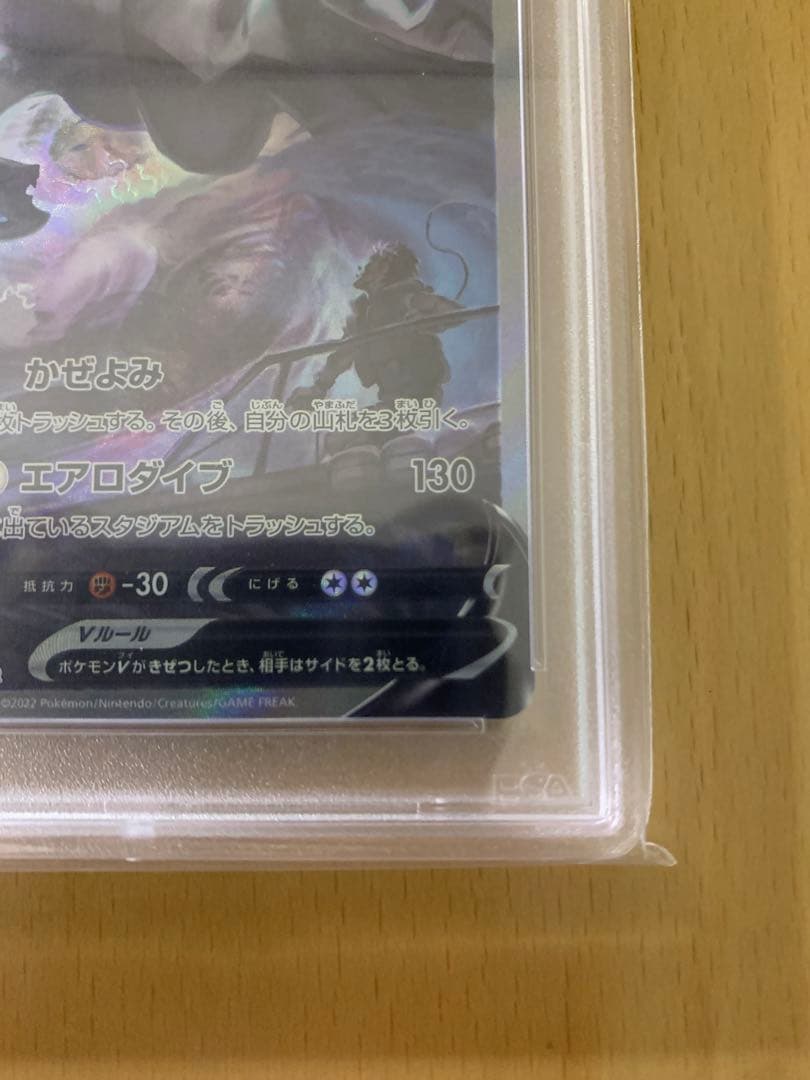 かぜよみ
枚トラッシュする。その後、自分の山札を3枚引く。
エアロダイブ 130
出ているスタジアムをトラッシュする。
抵抗力 -30 にげる
Vルール
ポケモンVがきぜつしたとき、相手はサイドを2枚とる。
©2022 Pokémon/Nintendo/Creatures/GAME FREAK.